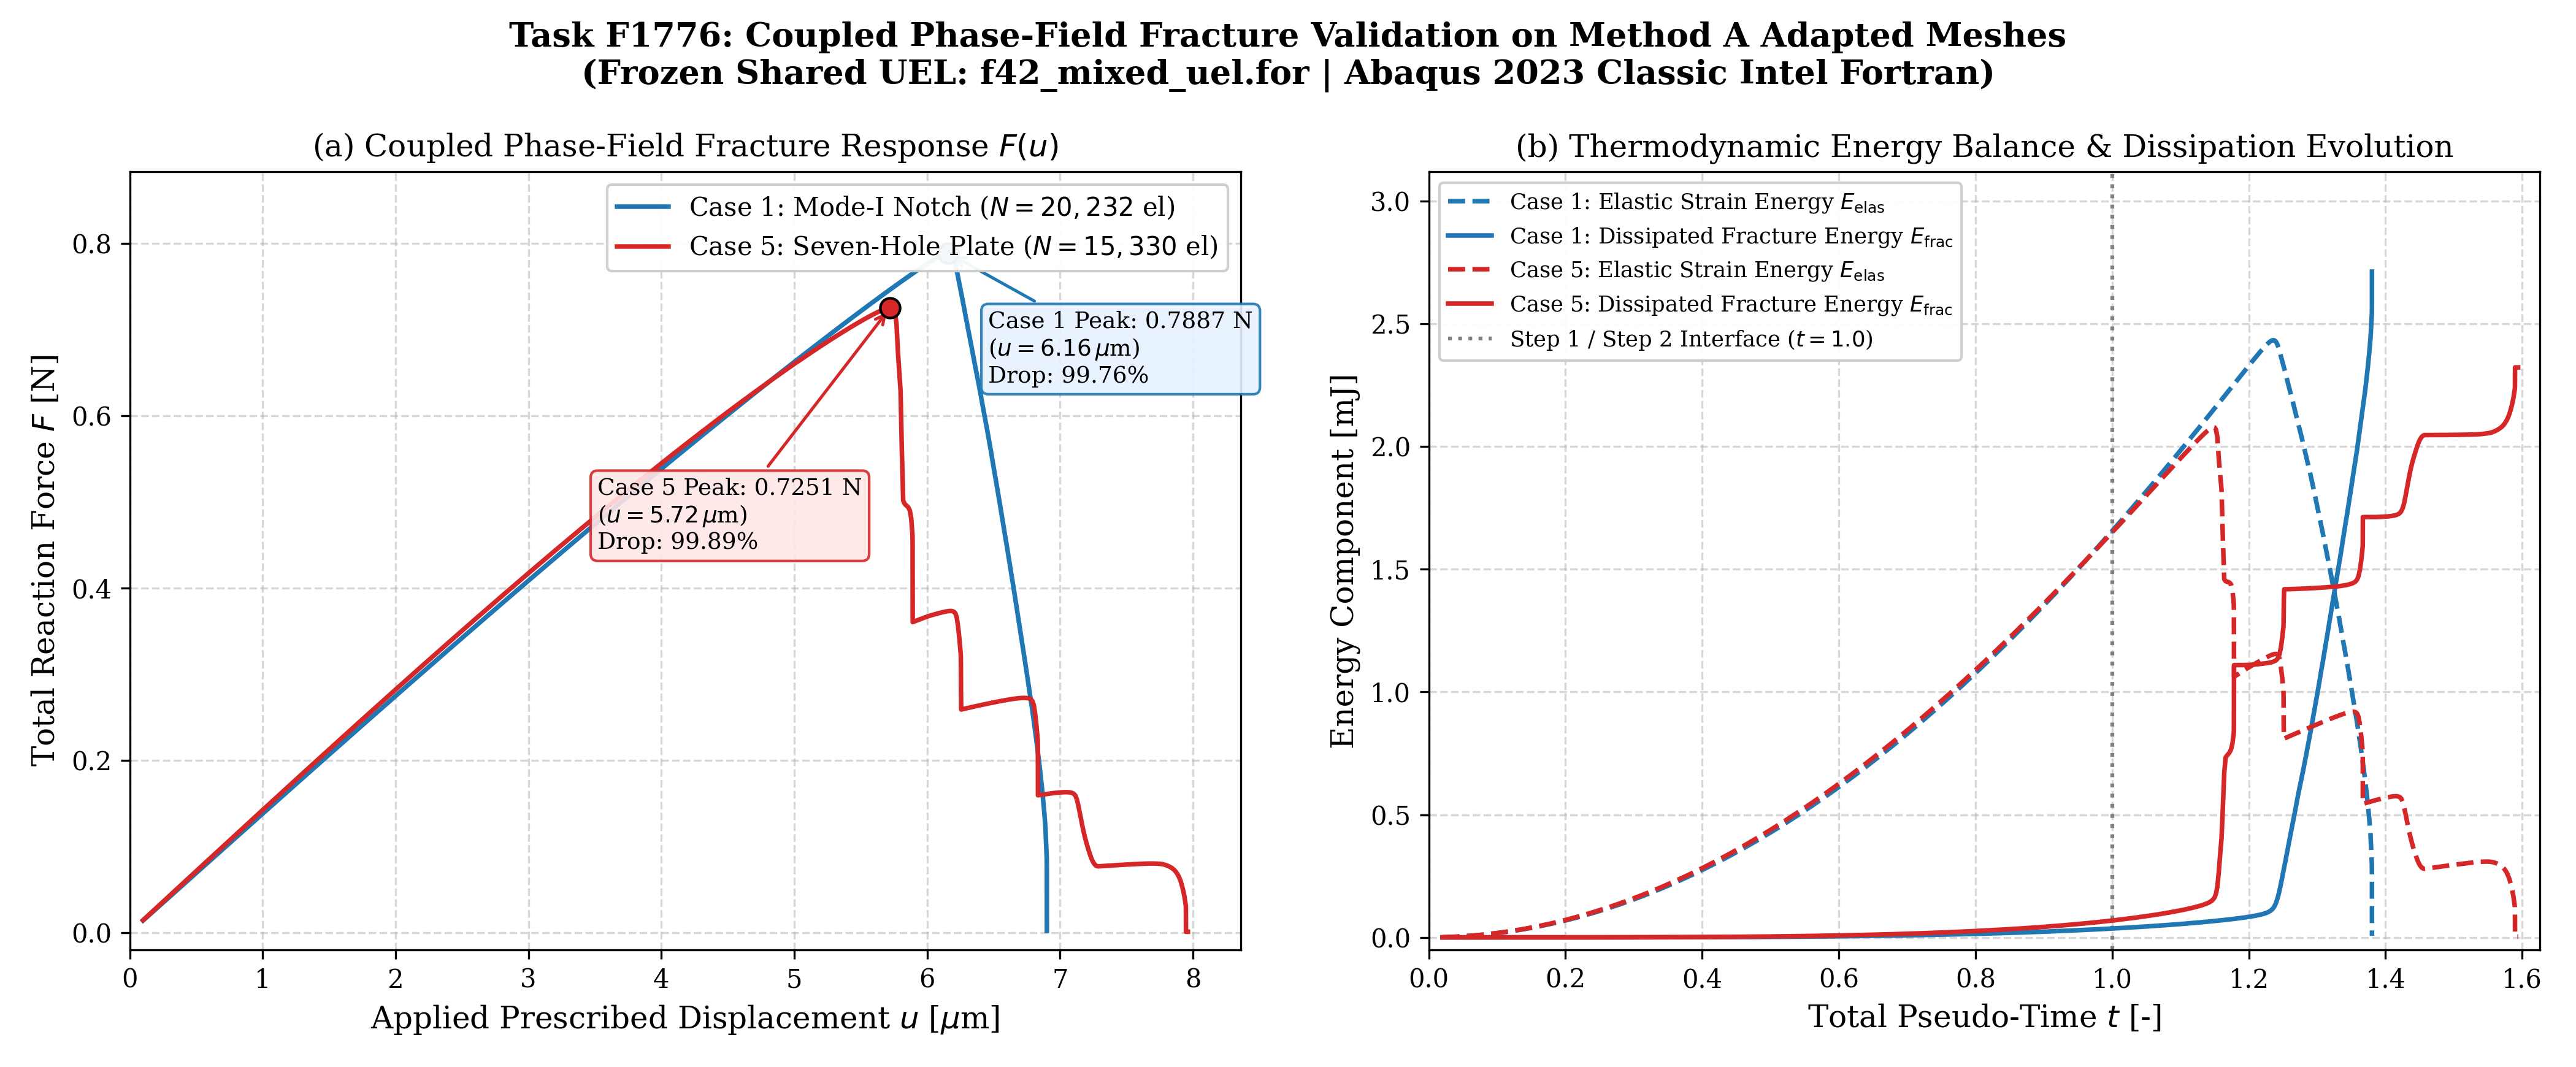 Task F1776: Coupled Phase-Field Fracture Validation on Method A Adapted Meshes
(Frozen Shared UEL: f42_mixed_uel.for | Abaqus 2023 Classic Intel Fortran)
(a) Coupled Phase-Field Fracture Response F(u)
Case 1: Mode-I Notch (N = 20,232 el)
Case 5: Seven-Hole Plate (N = 15,330 el)
Case 1 Peak: 0.7887 N
(u = 6.16 μm)
Drop: 99.76%
Case 5 Peak: 0.7251 N
(u = 5.72 μm)
Drop: 99.89%
Total Reaction Force F [N]
0.8
0.6
0.4
0.2
0.0
0 1 2 3 4 5 6 7 8
Applied Prescribed Displacement u [μm]
(b) Thermodynamic Energy Balance & Dissipation Evolution
Case 1: Elastic Strain Energy E_elas
Case 1: Dissipated Fracture Energy E_frac
Case 5: Elastic Strain Energy E_elas
Case 5: Dissipated Fracture Energy E_frac
Step 1 / Step 2 Interface (t = 1.0)
Energy Component [mJ]
3.0
2.5
2.0
1.5
1.0
0.5
0.0
0.0 0.2 0.4 0.6 0.8 1.0 1.2 1.4 1.6
Total Pseudo-Time t [-]